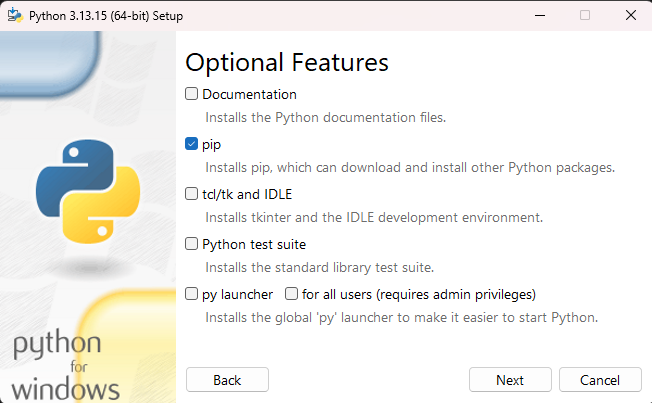 Python 3.13.15 (64-bit) Setup
Optional Features
Documentation
Installs the Python documentation files.
pip
Installs pip, which can download and install other Python packages.
tcl/tk and IDLE
Installs tkinter and the IDLE development environment.
Python test suite
Installs the standard library test suite.
py launcher for all users (requires admin privileges)
Installs the global 'py' launcher to make it easier to start Python.
python
for
windows
Back Next Cancel